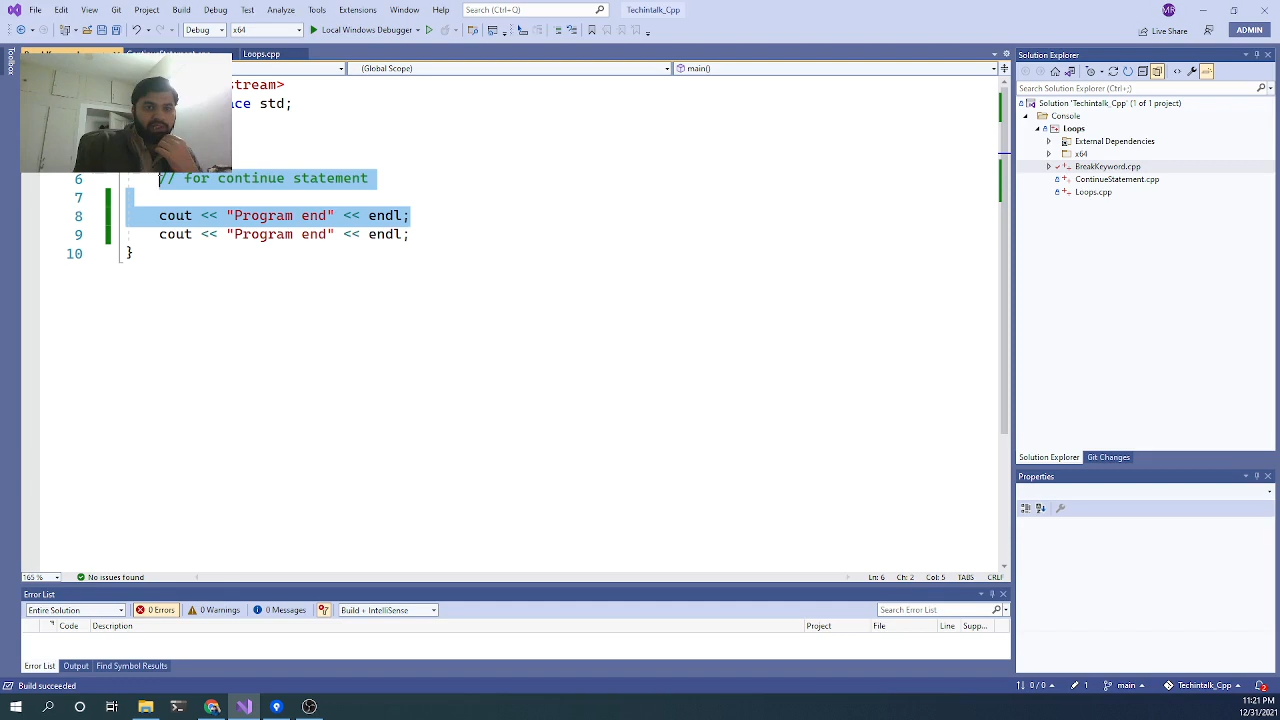 File Edit View Git Project Build Debug Test Analyze Tools Extensions Window Help Search (Ctrl+Q) Techintalk_Cpp MR
Debug x64 Local Windows Debugger Live Share ADMIN
Loops.cpp
(Global Scope) main()
stream>
ce std;
6 // for continue statement
7
8 cout << "Program end" << endl;
9 cout << "Program end" << endl;
10 }
165 % No issues found Ln: 6 Ch: 2 Col: 5 TABS CRLF
Toolbox
Solution Explorer
Search Solution Explorer (Ctrl+;)
Solution 'Techintalk_Cpp' (1 of 1 project)
Console
Loops
External Dependencies
x64
BreakKeyword.cpp
ContinueStatement.cpp
Loops.cpp
Solution Explorer Git Changes
Properties
Error List
Entire Solution 0 Errors 0 Warnings 0 Messages Build + IntelliSense Search Error List
Code Description Project File Line Supp...
Error List Output Find Symbol Results
Build succeeded 0 / 0 1 main Techintalk_Cpp 2
11:21 PM
12/31/2021